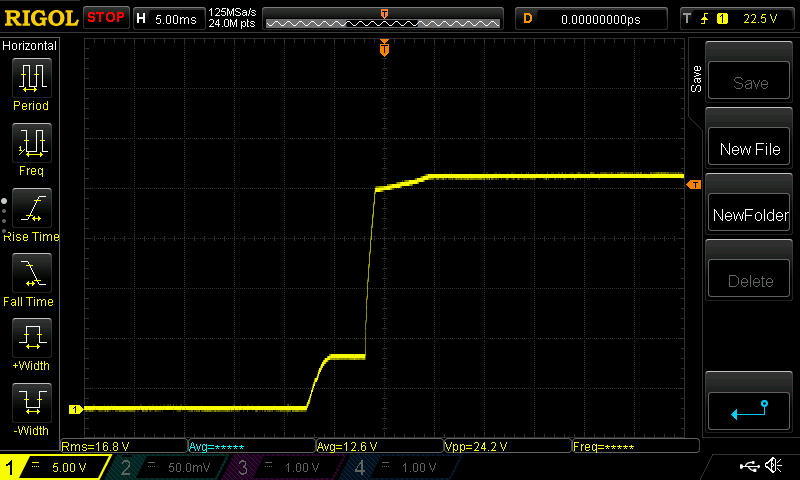 RIGOL STOP H 5.00ms 125MSa/s 24.0M pts T D 0.00000000ps T 1 22.5 V
Horizontal
Period
Freq
Rise Time
Fall Time
+Width
-Width
T
T
1
Save
Save
New File
NewFolder
Delete
Rms=16.8 V Avg=***** Avg=12.6 V Vpp=24.2 V Freq=*****
1 5.00 V 2 50.0mV 3 1.00 V 4 1.00 V